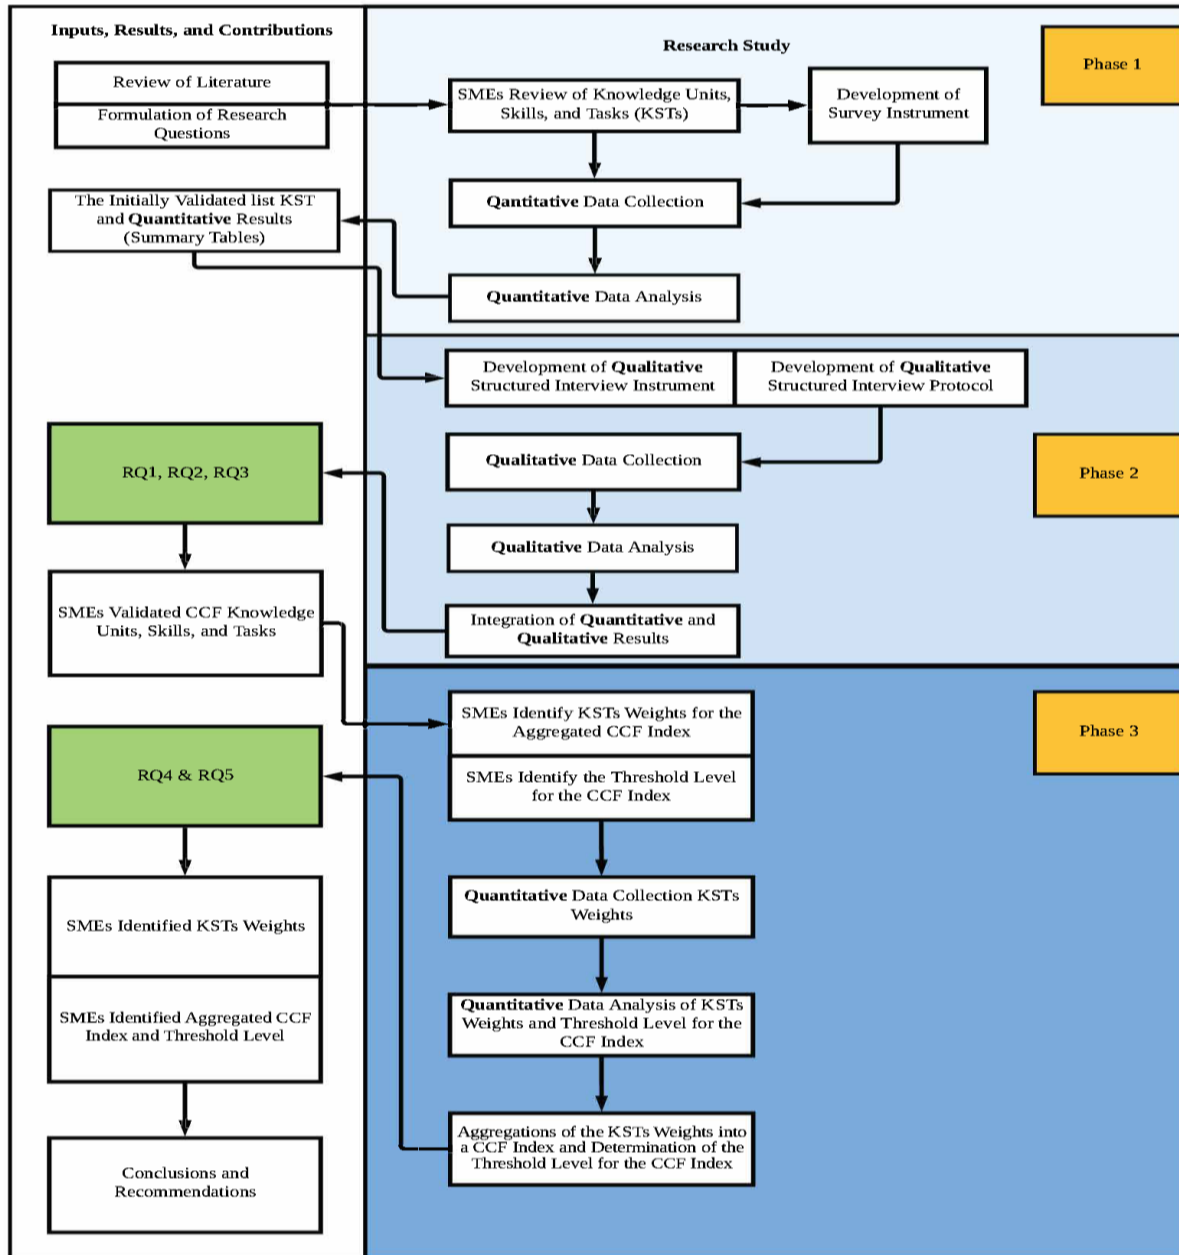 Inputs, Results, and Contributions
Research Study
Phase 1
Review of Literature
Formulation of Research
Questions
SMEs Review of Knowledge Units,
Skills, and Tasks (KSTs)
Development of
Survey Instrument
The Initially Validated list KST
and Quantitative Results
(Summary Tables)
Qantitative Data Collection
Quantitative Data Analysis
Development of Qualitative
Structured Interview Instrument
Development of Qualitative
Structured Interview Protocol
Phase 2
RQ1, RQ2, RQ3
Qualitative Data Collection
Qualitative Data Analysis
SMEs Validated CCF Knowledge
Units, Skills, and Tasks
Integration of Quantitative and
Qualitative Results
Phase 3
SMEs Identify KSTs Weights for the
Aggregated CCF Index
SMEs Identify the Threshold Level
for the CCF Index
RQ4 & RQ5
Quantitative Data Collection KSTs
Weights
SMEs Identified KSTs Weights
SMEs Identified Aggregated CCF
Index and Threshold Level
Quantitative Data Analysis of KSTs
Weights and Threshold Level for the
CCF Index
Aggregations of the KSTs Weights into
a CCF Index and Determination of the
Threshold Level for the CCF Index
Conclusions and
Recommendations